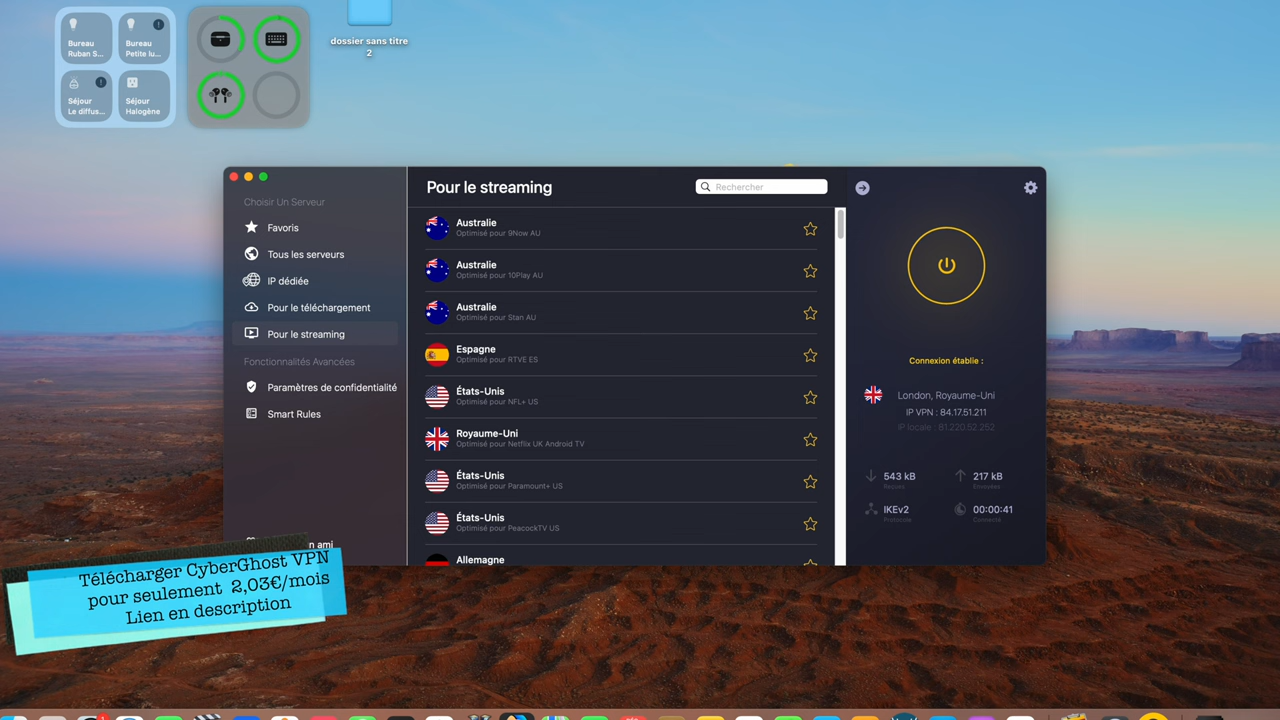 Bureau
Ruban S...
Bureau
Petite lu...
Séjour
Le diffus...
Séjour
Halogène
dossier sans titre
2
Choisir Un Serveur
Favoris
Tous les serveurs
IP dédiée
Pour le téléchargement
Pour le streaming
Fonctionnalités Avancées
Paramètres de confidentialité
Smart Rules
n ami
Pour le streaming
Rechercher
Australie
Optimisé pour 9Now AU
Australie
Optimisé pour 10Play AU
Australie
Optimisé pour Stan AU
Espagne
Optimisé pour RTVE ES
États-Unis
Optimisé pour NFL+ US
Royaume-Uni
Optimisé pour Netflix UK Android TV
États-Unis
Optimisé pour Paramount+ US
États-Unis
Optimisé pour PeacockTV US
Allemagne
Connexion établie :
London, Royaume-Uni
IP VPN : 84.17.51.211
IP locale : 81.220.52.252
543 kB
Reçues
217 kB
Envoyées
IKEv2
Protocole
00:00:41
Connecté
Télécharger CyberGhost VPN
pour seulement 2,03€/mois
Lien en description